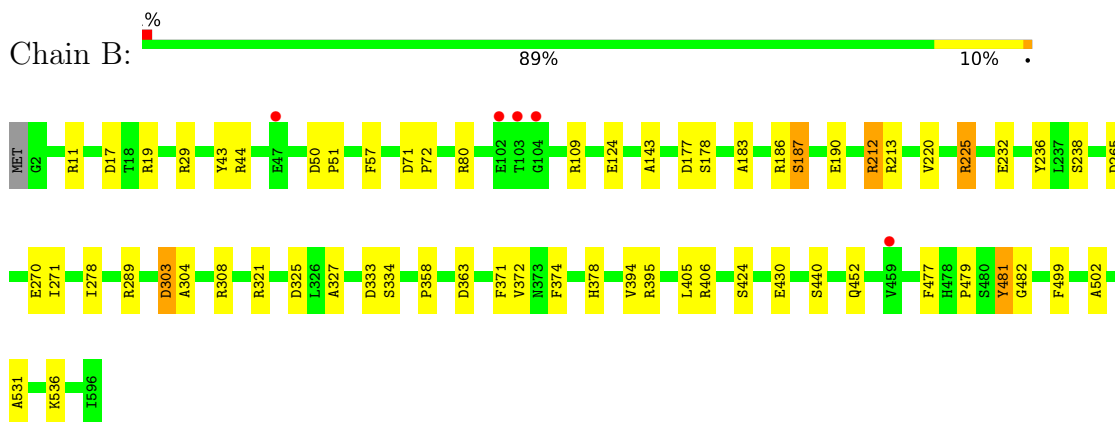 %
Chain B:
89% 10% •
MET G2 R11 D17 T18 R19 R29 Y43 R44 E47 D50 P51 F57 D71 P72 R80 E102 T103 G104 R109 E124 A143 D177 S178 A183 R186 S187 E190 R212 R213 V220 R225 E232 Y236 L237 S238
E270 I271 I278 R289 D303 A304 R308 R321 D325 L326 A327 D333 S334 P358 D363 F371 V372 N373 F374 H378 V394 R395 L405 R406 S424 E430 S440 Q452 V459 F477 H478 P479 S480 Y481 G482 F499 A502
A531 K536 I596